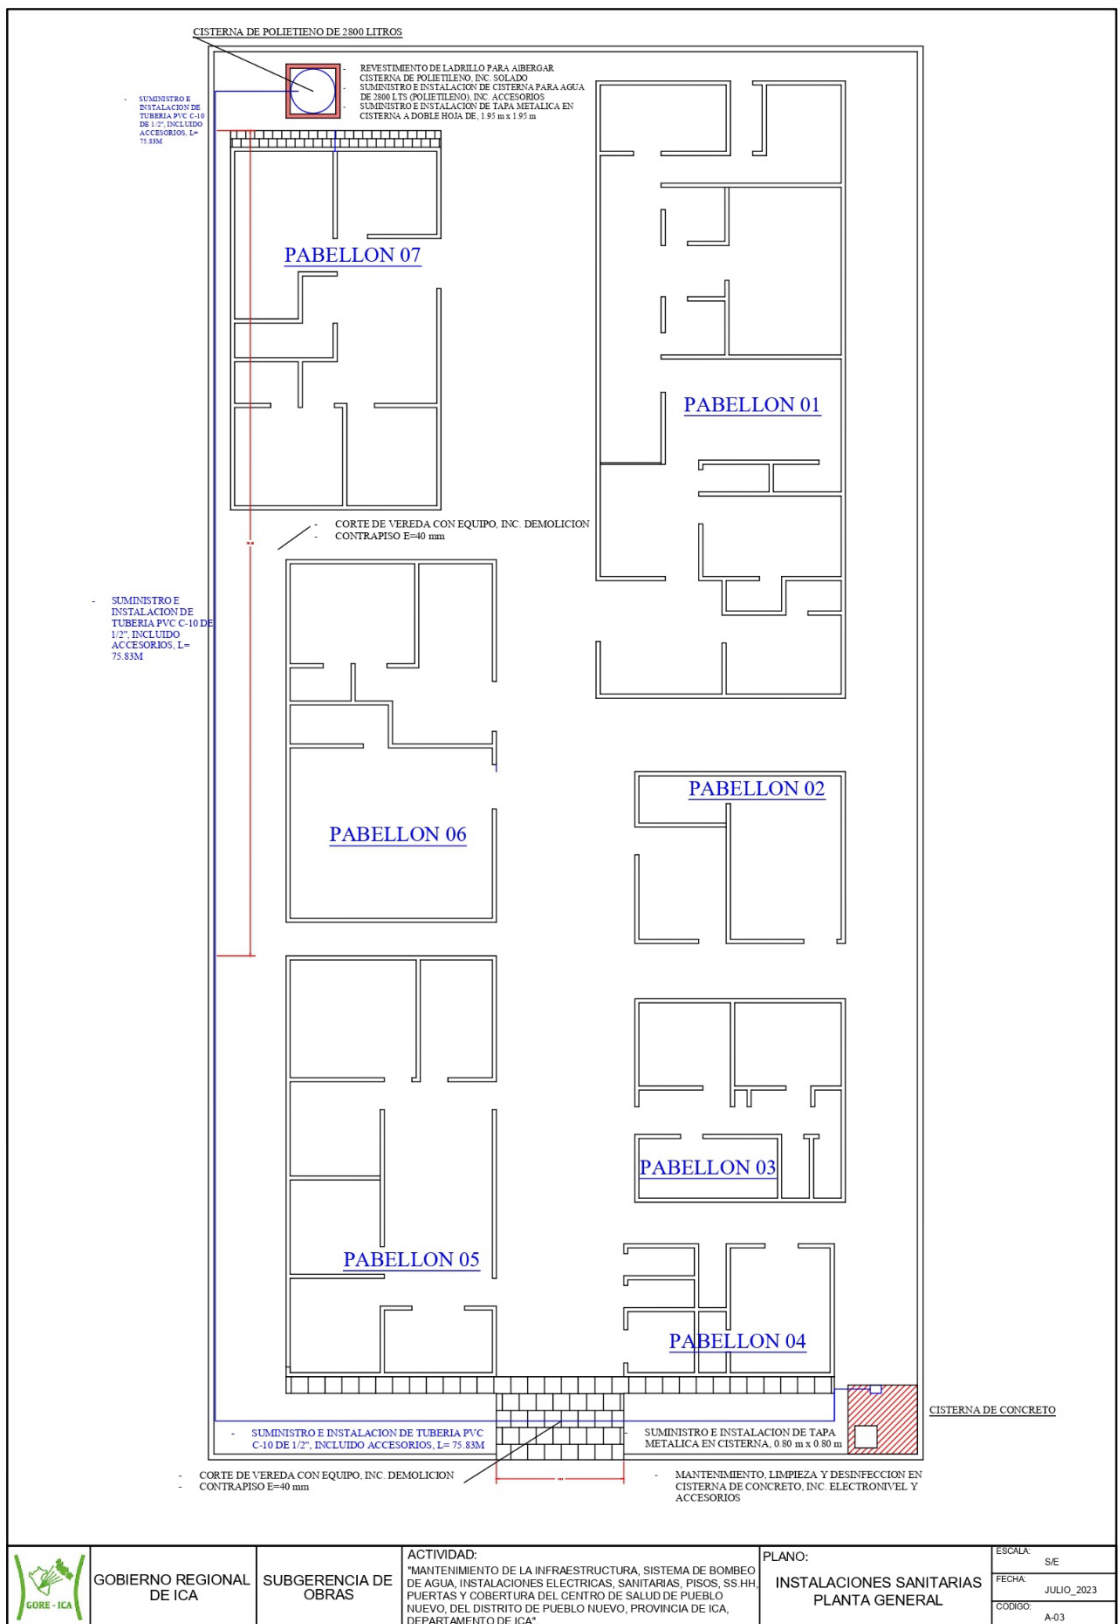 CISTERNA DE POLIETIENO DE 2800 LITROS
- REVESTIMIENTO DE LADRILLO PARA AIBERGAR
CISTERNA DE POLIETILENO, INC. SOLADO
- SUMINISTRO E INSTALACION DE CISTERNA PARA AGUA
DE 2800 LTS (POLIETILENO), INC. ACCESORIOS
- SUMINISTRO E INSTALACION DE TAPA METALICA EN
CISTERNA A DOBLE HOJA DE, 1.95 m x 1.95 m
- SUMINISTRO E
INSTALACION DE
TUBERIA PVC C-10
DE 1/2", INCLUIDO
ACCESORIOS, L=
75.83M
PABELLON 07
PABELLON 01
- CORTE DE VEREDA CON EQUIPO, INC. DEMOLICION
- CONTRAPISO E=40 mm
- SUMINISTRO E
INSTALACION DE
TUBERIA PVC C-10 DE
1/2", INCLUIDO
ACCESORIOS, L=
75.83M
PABELLON 02
PABELLON 06
PABELLON 03
PABELLON 05
PABELLON 04
CISTERNA DE CONCRETO
- SUMINISTRO E INSTALACION DE TUBERIA PVC
C-10 DE 1/2", INCLUIDO ACCESORIOS, L= 75.83M
- SUMINISTRO E INSTALACION DE TAPA
METALICA EN CISTERNA, 0.80 m x 0.80 m
- CORTE DE VEREDA CON EQUIPO, INC. DEMOLICION
- CONTRAPISO E=40 mm
- MANTENIMIENTO, LIMPIEZA Y DESINFECCION EN
CISTERNA DE CONCRETO, INC. ELECTRONIVEL Y
ACCESORIOS
GORE - ICA
GOBIERNO REGIONAL
DE ICA
SUBGERENCIA DE
OBRAS
ACTIVIDAD:
"MANTENIMIENTO DE LA INFRAESTRUCTURA, SISTEMA DE BOMBEO
DE AGUA, INSTALACIONES ELECTRICAS, SANITARIAS, PISOS, SS.HH,
PUERTAS Y COBERTURA DEL CENTRO DE SALUD DE PUEBLO
NUEVO, DEL DISTRITO DE PUEBLO NUEVO, PROVINCIA DE ICA,
DEPARTAMENTO DE ICA"
PLANO:
INSTALACIONES SANITARIAS
PLANTA GENERAL
ESCALA:
S/E
FECHA:
JULIO_2023
CODIGO:
A-03